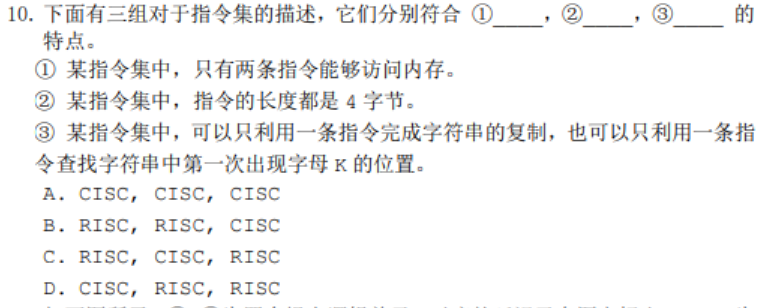 10. 下面有三组对于指令集的描述，它们分别符合 ①____，②____，③____ 的
特点。
① 某指令集中，只有两条指令能够访问内存。
② 某指令集中，指令的长度都是 4 字节。
③ 某指令集中，可以只利用一条指令完成字符串的复制，也可以只利用一条指
令查找字符串中第一次出现字母 K 的位置。
A. CISC, CISC, CISC
B. RISC, RISC, CISC
C. RISC, CISC, RISC
D. CISC, RISC, RISC